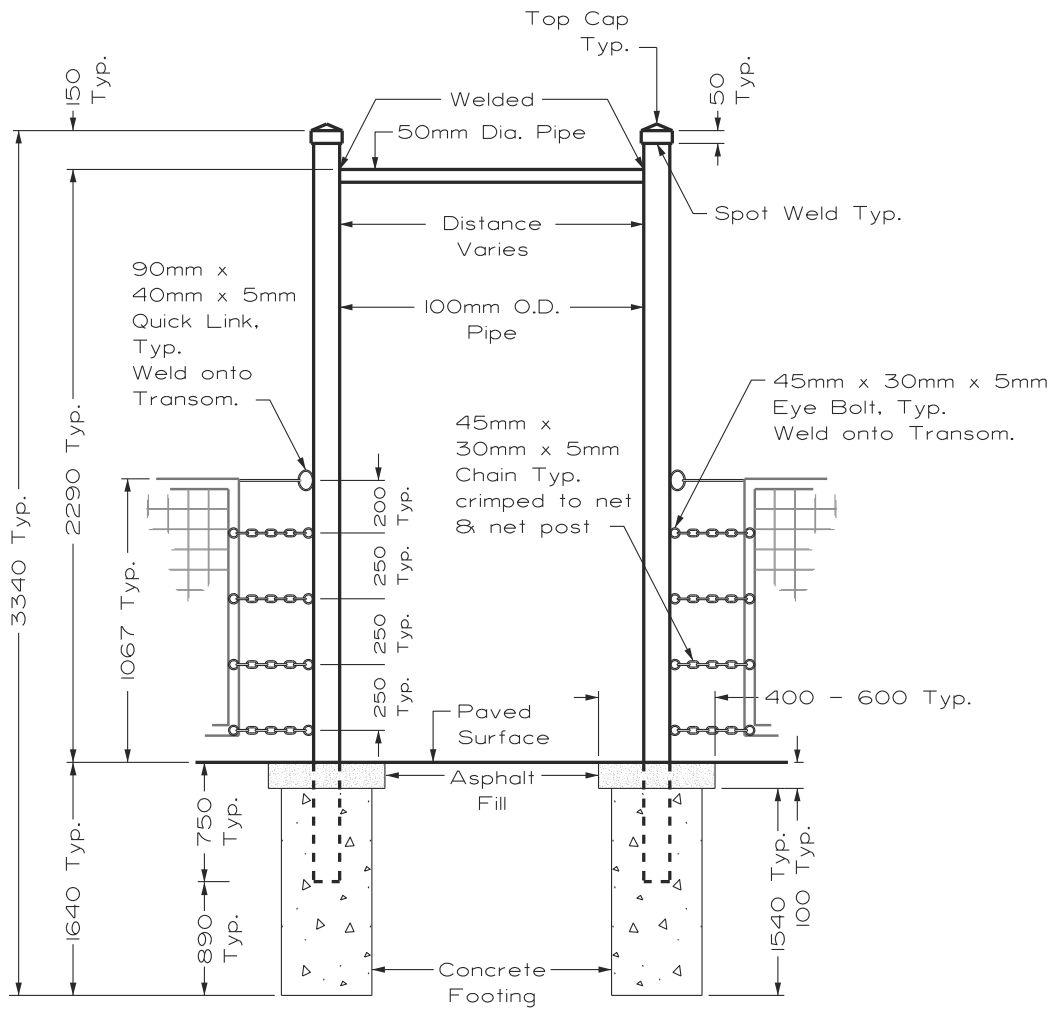 Top Cap
Typ.
150
Typ.
50
Typ.
Welded
50mm Dia. Pipe
Spot Weld Typ.
Distance
Varies
90mm x
40mm x 5mm
Quick Link,
Typ.
Weld onto
Transom.
100mm O.D.
Pipe
45mm x 30mm x 5mm
Eye Bolt, Typ.
Weld onto Transom.
45mm x
30mm x 5mm
Chain Typ.
crimped to net
& net post
3340 Typ.
2290 Typ.
1067 Typ.
200
Typ.
250
Typ.
250
Typ.
250
Typ.
400 - 600 Typ.
Paved
Surface
Asphalt
Fill
1640 Typ.
750
Typ.
890
Typ.
1540 Typ.
100 Typ.
Concrete
Footing